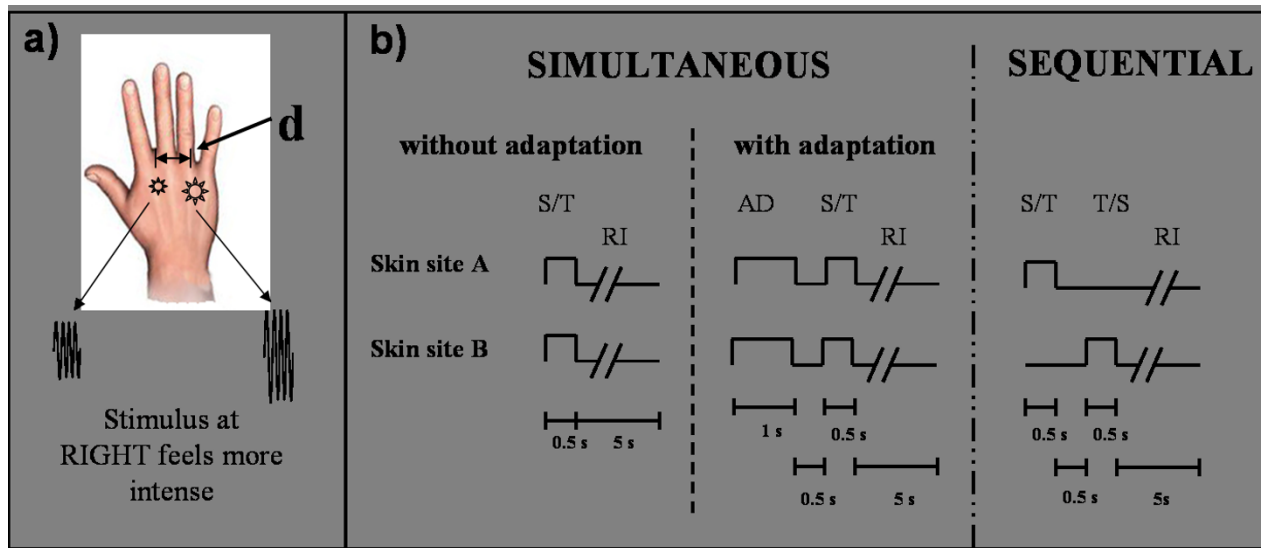 a)
d
Stimulus at
RIGHT feels more
intense
b)
SIMULTANEOUS
SEQUENTIAL
without adaptation
with adaptation
S/T
AD
S/T
S/T
T/S
RI
RI
RI
Skin site A
Skin site B
0.5 s
5 s
1 s
0.5 s
0.5 s
5 s
0.5 s
0.5 s
0.5 s
5s